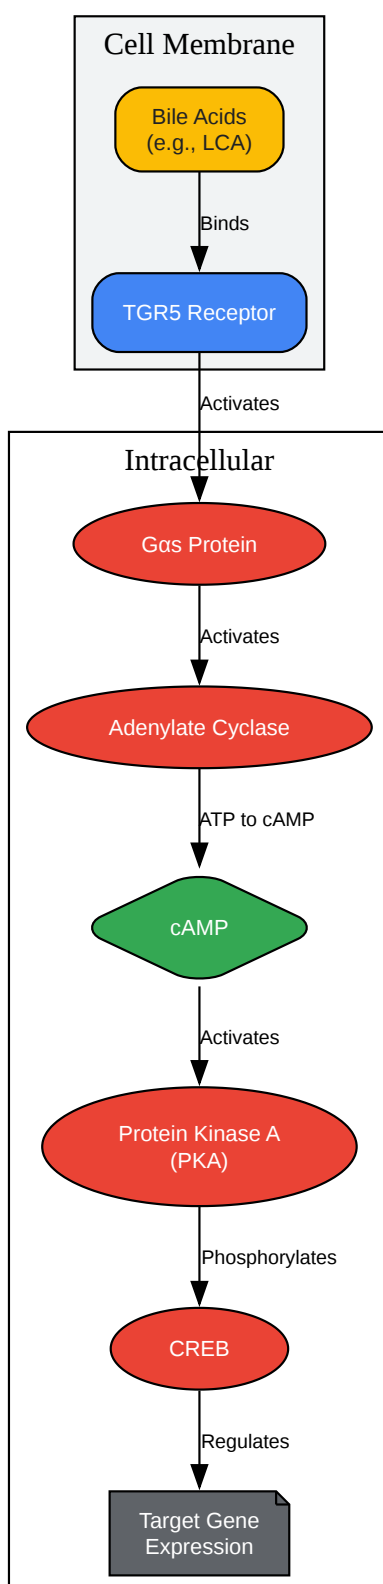 Cell Membrane
Bile Acids
(e.g., LCA)
Binds
TGR5 Receptor
Activates
Intracellular
Gαs Protein
Activates
Adenylate Cyclase
ATP to cAMP
cAMP
Activates
Protein Kinase A
(PKA)
Phosphorylates
CREB
Regulates
Target Gene
Expression